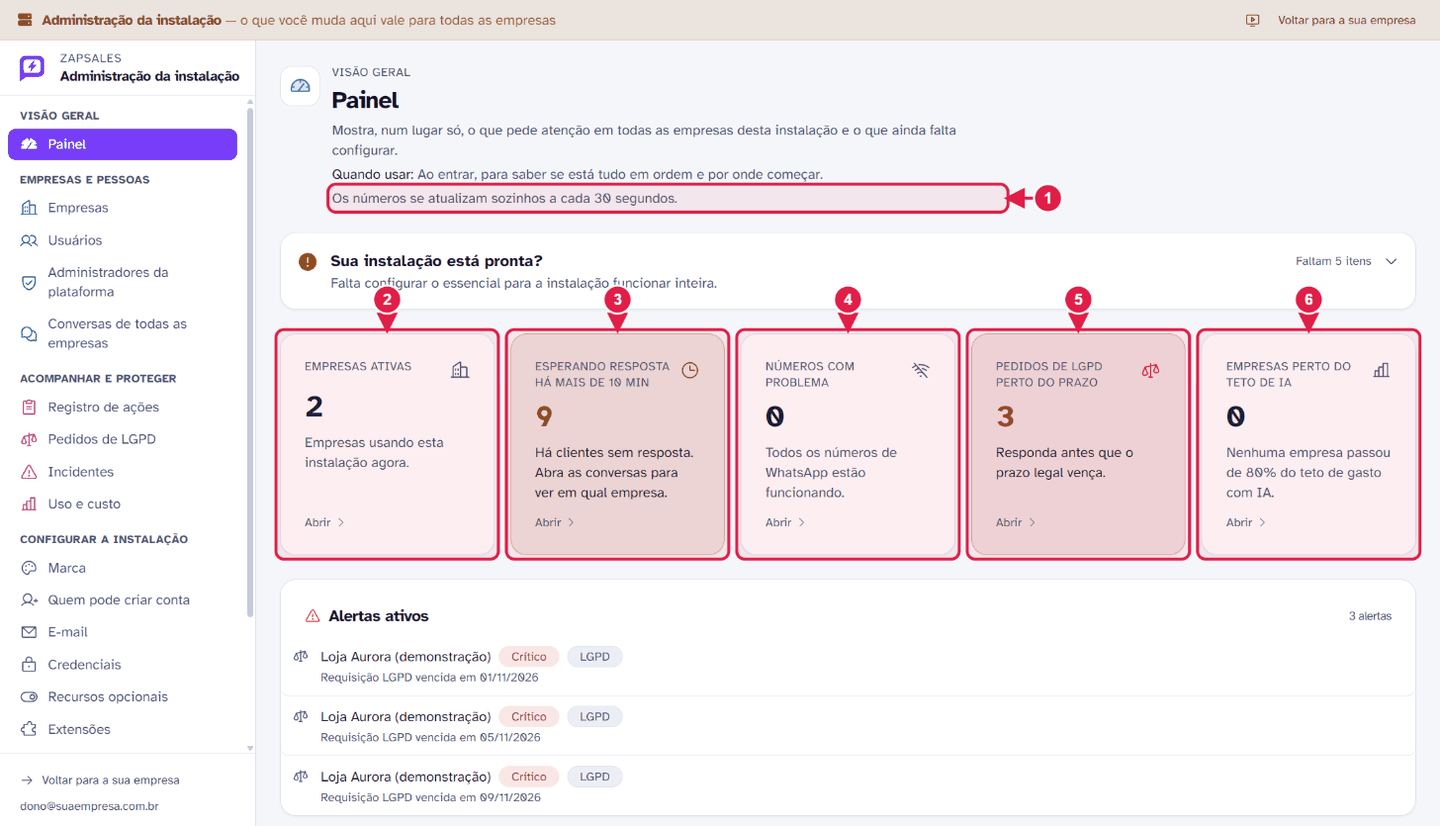 Administração da instalação — o que você muda aqui vale para todas as empresas
Voltar para a sua empresa
ZAPSALES
Administração da instalação
VISÃO GERAL
Painel
EMPRESAS E PESSOAS
Empresas
Usuários
Administradores da
plataforma
Conversas de todas as
empresas
ACOMPANHAR E PROTEGER
Registro de ações
Pedidos de LGPD
Incidentes
Uso e custo
CONFIGURAR A INSTALAÇÃO
Marca
Quem pode criar conta
E-mail
Credenciais
Recursos opcionais
Extensões
Voltar para a sua empresa
dono@suaempresa.com.br
VISÃO GERAL
Painel
Mostra, num lugar só, o que pede atenção em todas as empresas desta instalação e o que ainda falta
configurar.
Quando usar: Ao entrar, para saber se está tudo em ordem e por onde começar.
Os números se atualizam sozinhos a cada 30 segundos.
1
Sua instalação está pronta?
Falta configurar o essencial para a instalação funcionar inteira.
Faltam 5 itens
2
EMPRESAS ATIVAS
2
Empresas usando esta
instalação agora.
Abrir
3
ESPERANDO RESPOSTA
HÁ MAIS DE 10 MIN
9
Há clientes sem resposta.
Abra as conversas para
ver em qual empresa.
Abrir
4
NÚMEROS COM
PROBLEMA
0
Todos os números de
WhatsApp estão
funcionando.
Abrir
5
PEDIDOS DE LGPD
PERTO DO PRAZO
3
Responda antes que o
prazo legal vença.
Abrir
6
EMPRESAS PERTO DO
TETO DE IA
0
Nenhuma empresa passou
de 80% do teto de gasto
com IA.
Abrir
Alertas ativos
3 alertas
Loja Aurora (demonstração) Crítico LGPD
Requisição LGPD vencida em 01/11/2026
Loja Aurora (demonstração) Crítico LGPD
Requisição LGPD vencida em 05/11/2026
Loja Aurora (demonstração) Crítico LGPD
Requisição LGPD vencida em 09/11/2026